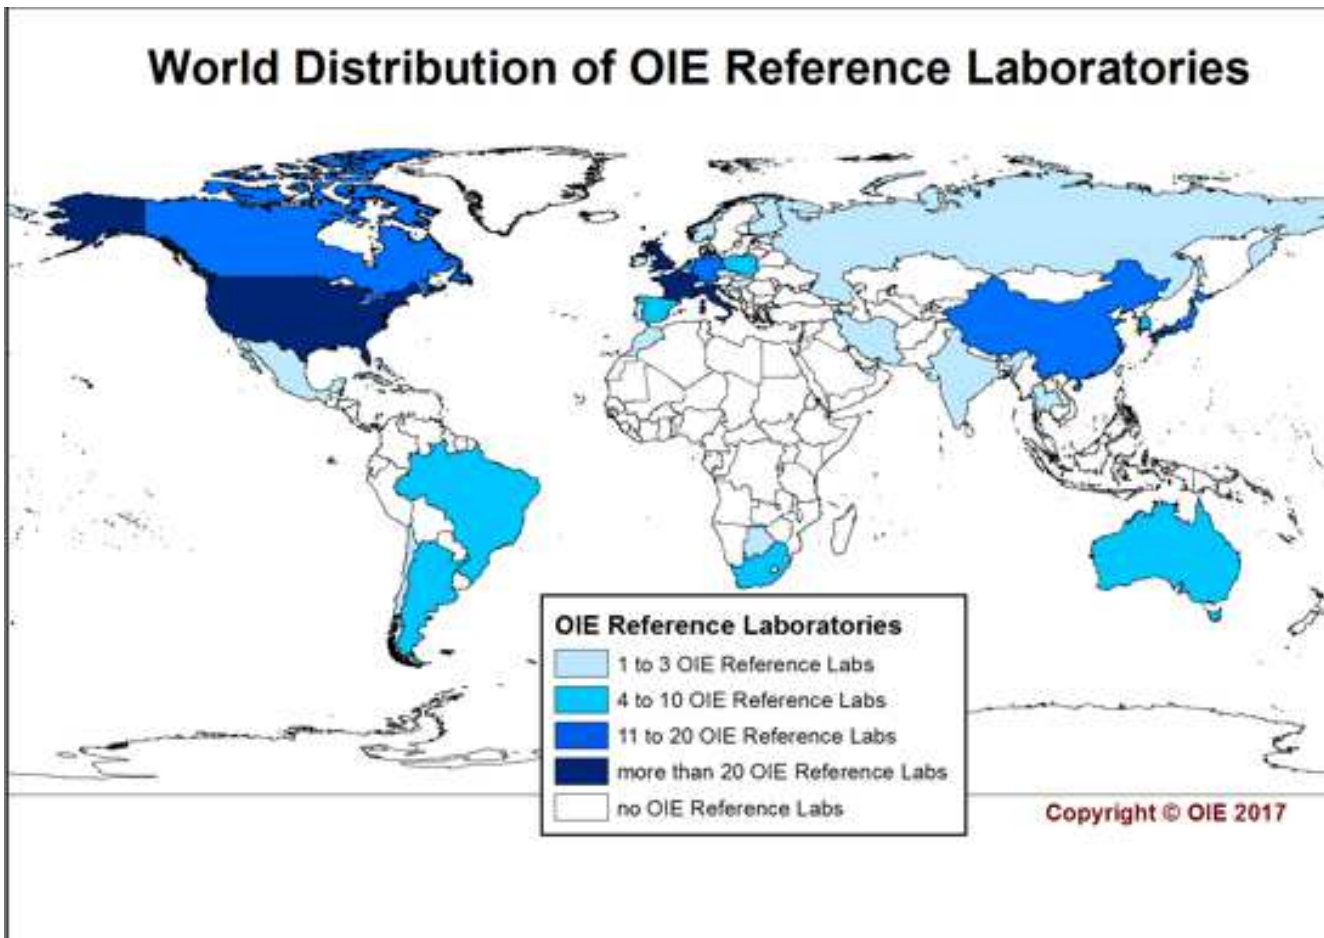 World Distribution of OIE Reference Laboratories
OIE Reference Laboratories
1 to 3 OIE Reference Labs
4 to 10 OIE Reference Labs
11 to 20 OIE Reference Labs
more than 20 OIE Reference Labs
no OIE Reference Labs
Copyright © OIE 2017